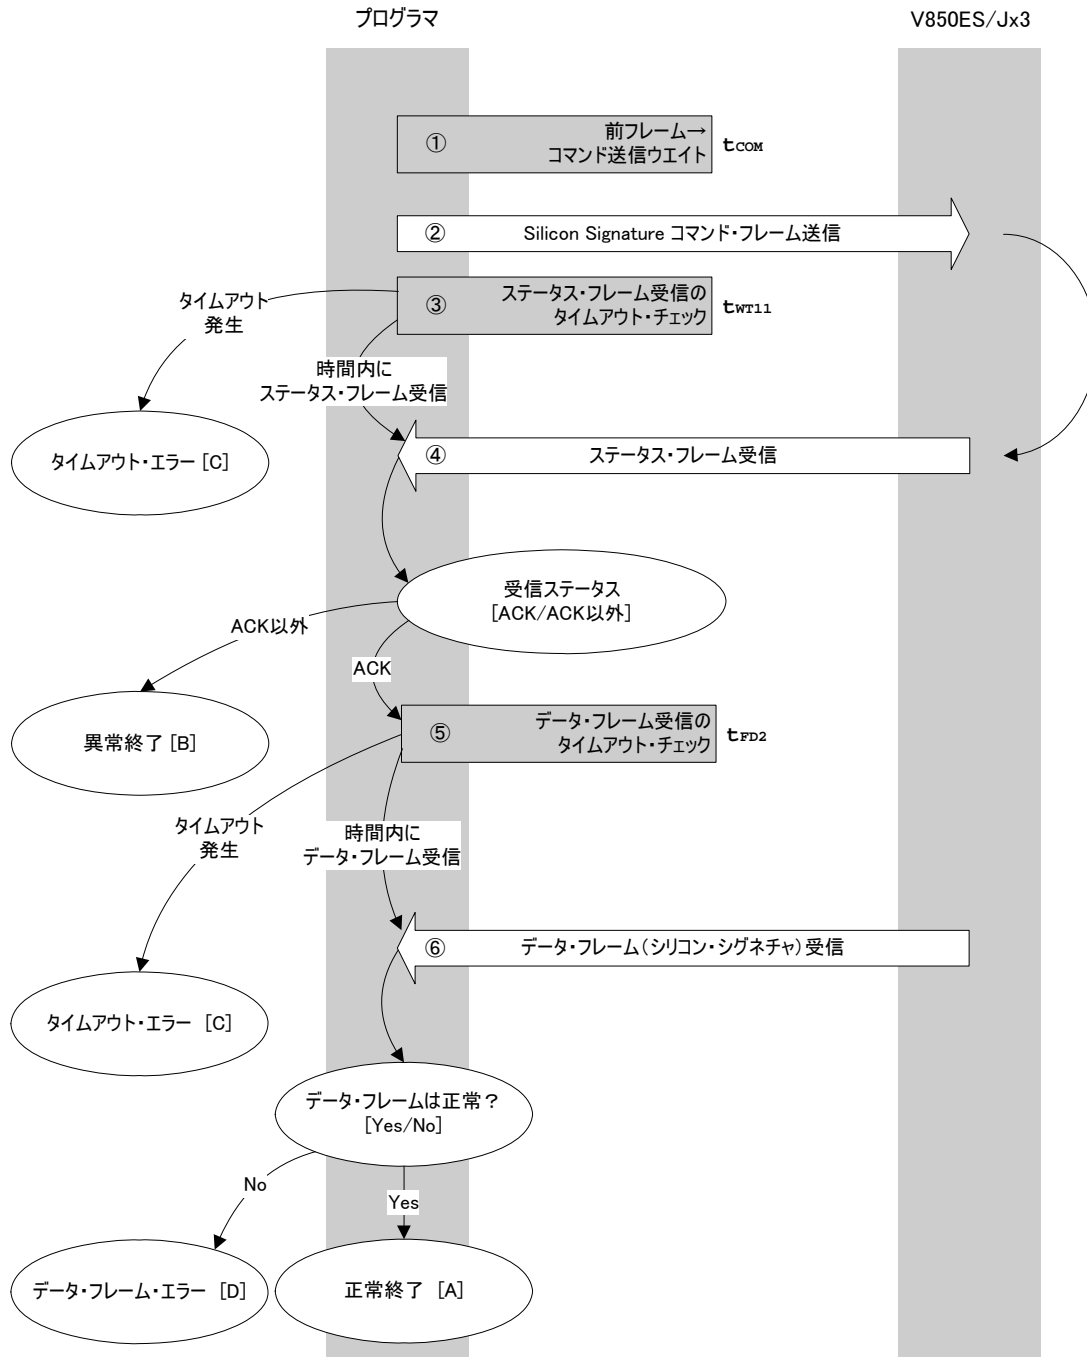 プログラマ
V850ES/Jx3
① 前フレーム→
コマンド送信ウエイト
tCOM
② Silicon Signature コマンド・フレーム送信
③ ステータス・フレーム受信の
タイムアウト・チェック
tWT11
タイムアウト
発生
時間内に
ステータス・フレーム受信
タイムアウト・エラー [C]
④ ステータス・フレーム受信
受信ステータス
[ACK/ACK以外]
ACK以外
ACK
異常終了 [B]
⑤ データ・フレーム受信の
タイムアウト・チェック
tFD2
タイムアウト
発生
時間内に
データ・フレーム受信
⑥ データ・フレーム（シリコン・シグネチャ）受信
タイムアウト・エラー [C]
データ・フレームは正常？
[Yes/No]
No
Yes
データ・フレーム・エラー [D]
正常終了 [A]